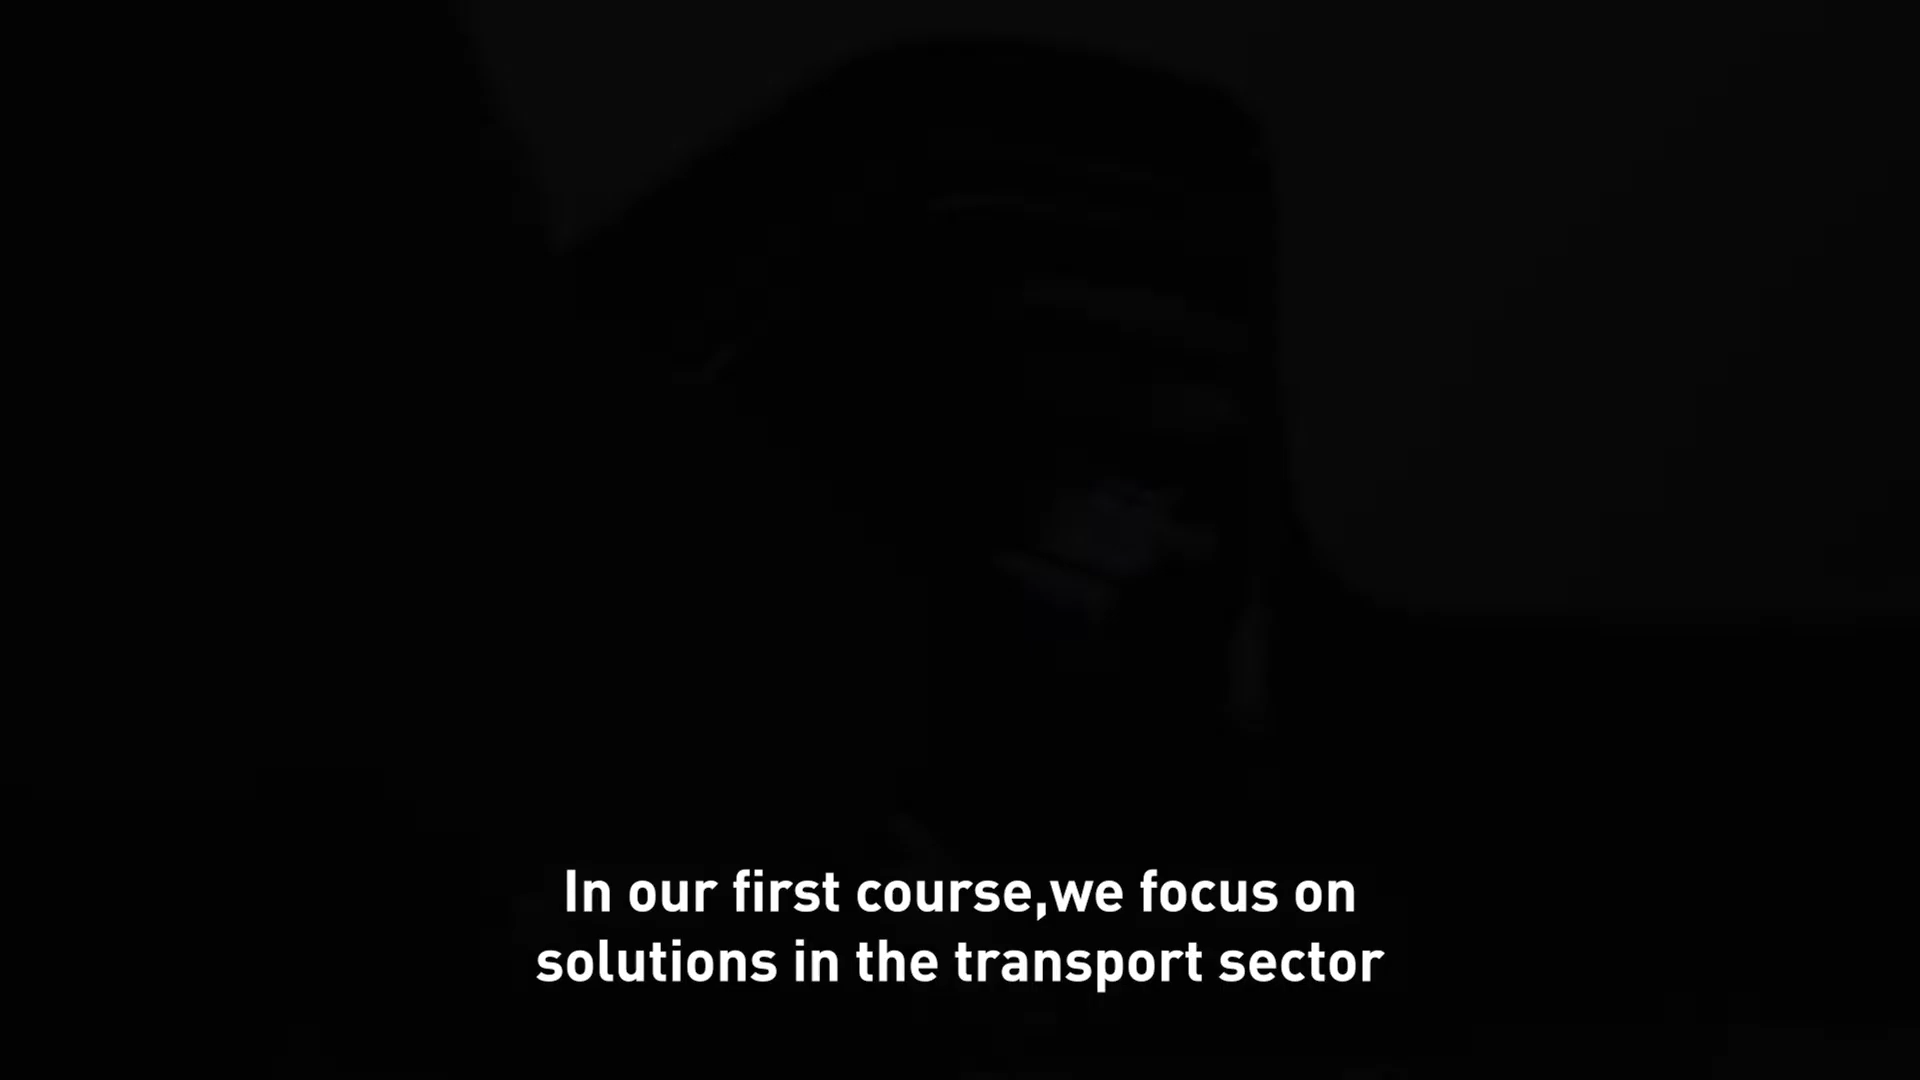 In our first course,we focus on
solutions in the transport sector